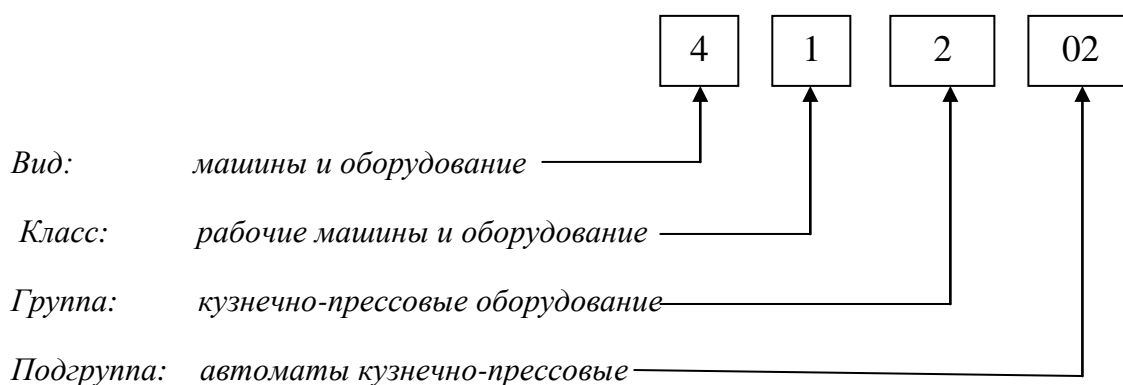 4 1 2 02
Вид: машины и оборудование
Класс: рабочие машины и оборудование
Группа: кузнечно-прессовые оборудование
Подгруппа: автоматы кузнечно-прессовые